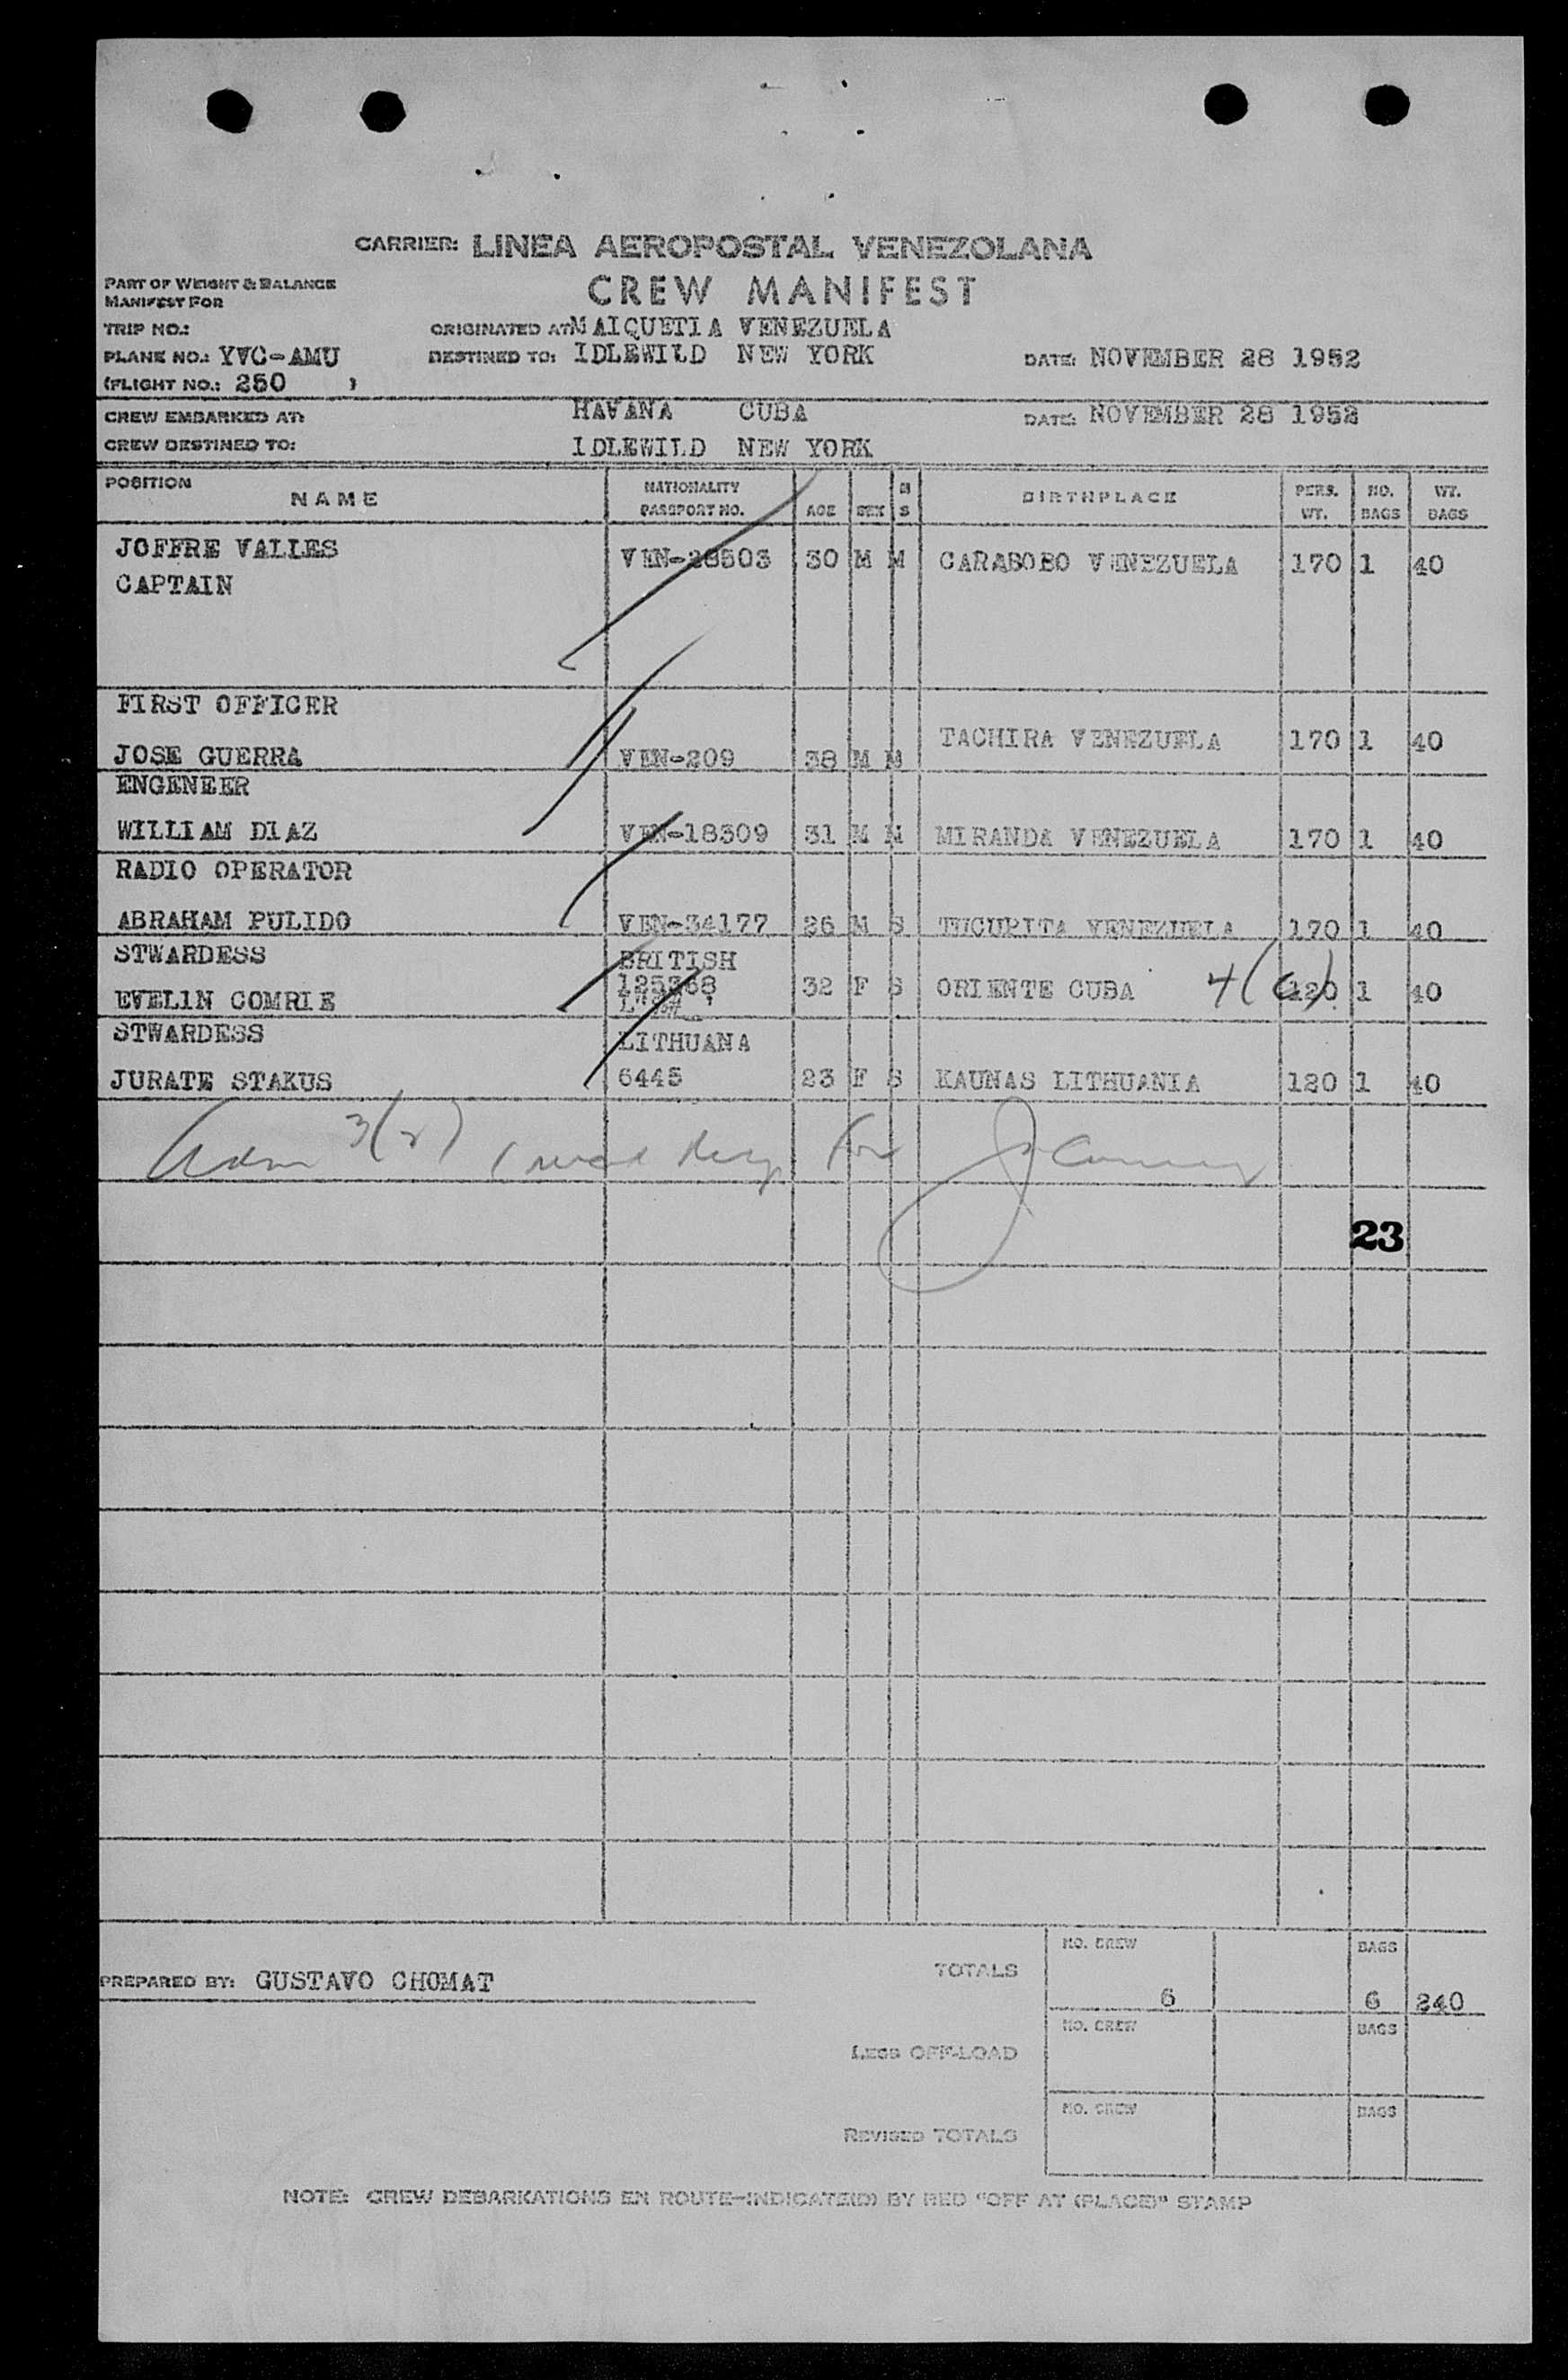 CARRIER: LINEA AEROPOSTAL VENEZOLANA
PART OF WEIGHT & BALANCE
MANIFEST FOR
CREW MANIFEST
TRIP NO.: ORIGINATED AT MAIQUETIA VENEZUELA
PLANE NO.: YVC-AMU DESTINED TO: IDLEWILD NEW YORK DATE: NOVEMBER 28 1952
(FLIGHT NO.: 250 )
CREW EMBARKED AT: HAVANA CUBA DATE: NOVEMBER 28 1952
CREW DESTINED TO: IDLEWILD NEW YORK
POSITION NAME NATIONALITY PASSPORT NO. AGE SEX M S BIRTHPLACE PERS. WT. NO. BAGS WT. BAGS
JOFFRE VALLES VEN-28503 30 M M CARABOBO VENEZUELA 170 1 40
CAPTAIN
FIRST OFFICER
JOSE GUERRA VEN-209 38 M M TACHIRA VENEZUELA 170 1 40
ENGENEER
WILLIAM DIAZ VEN-18309 31 M M MIRANDA VENEZUELA 170 1 40
RADIO OPERATOR
ABRAHAM PULIDO VEN-34177 26 M S TUCUPITA VENEZUELA 170 1 40
STWARDESS BRITISH
EVELIN COMRIE 125368 32 F S ORIENTE CUBA 4( ) 120 1 40
STWARDESS LITHUANA
JURATE STAKUS 6445 23 F S KAUNAS LITHUANIA 120 1 40
Adm 3(2) for
23
PREPARED BY: GUSTAVO CHOMAT
TOTALS NO. CREW 6 BAGS 6 240
LESS OFF-LOAD NO. CREW BAGS
REVISED TOTALS NO. CREW BAGS
NOTE: CREW DEBARKATIONS EN ROUTE-INDICATE(D) BY RED "OFF AT (PLACE)" STAMP